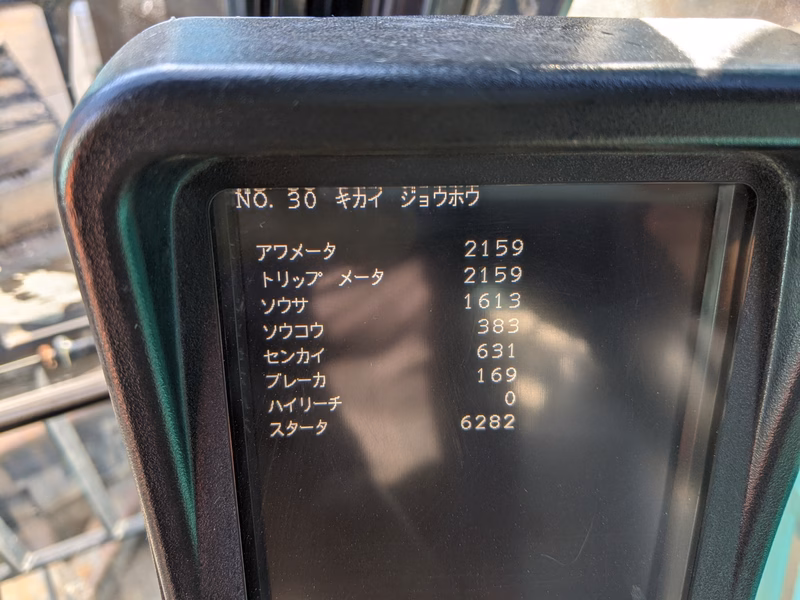 NO. 30 キカイ ジョウホウ
アワメータ 2159
トリップ メータ 2159
ソウサ 1613
ソウコウ 383
センカイ 631
ブレーカ 169
ハイリーチ 0
スタータ 6282